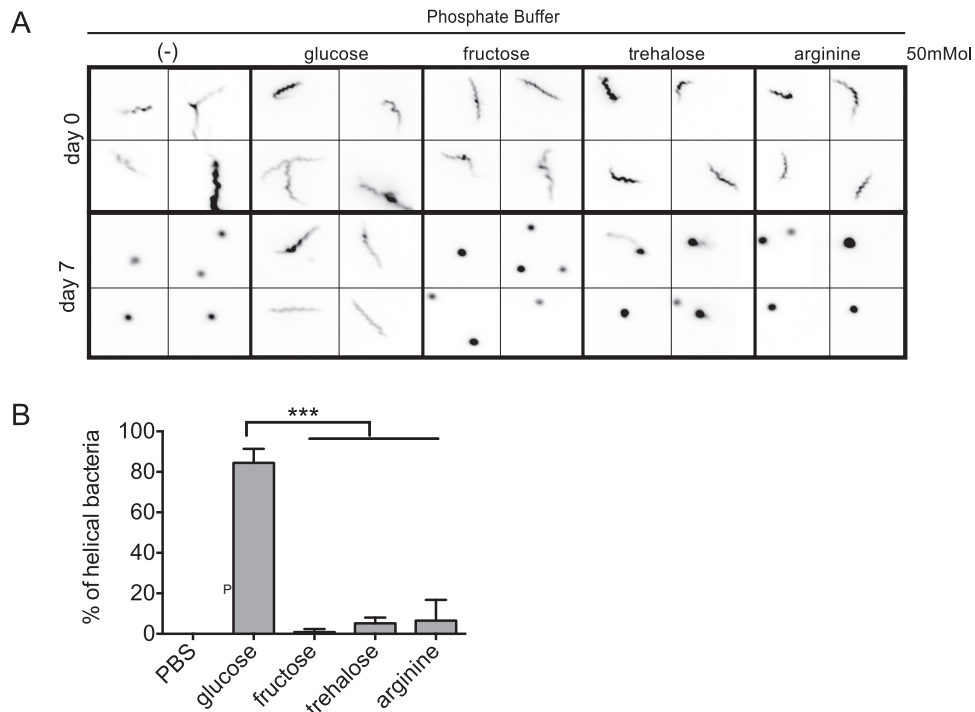 A
Phosphate Buffer
(-) glucose fructose trehalose arginine 50mMol
day 0
day 7
B
***
% of helical bacteria
100
80
60
40
20
0
P
PBS
glucose
fructose
trehalose
arginine